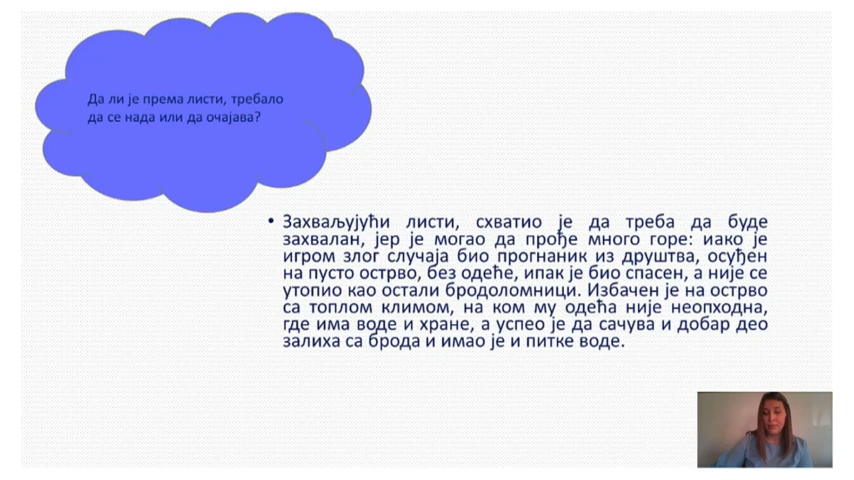 Да ли је према листи, требало
да се нада или да очајава?
• Захваљујући листи, схватио је да треба да буде
захвалан, јер је могао да прође много горе: иако је
игром злог случаја био прогнаник из друштва, осуђен
на пусто острво, без одеће, ипак је био спасен, а није се
утопио као остали бродоломници. Избачен је на острво
са топлом климом, на ком му одећа није неопходна,
где има воде и хране, а успео је да сачува и добар део
залиха са брода и имао је и питке воде.